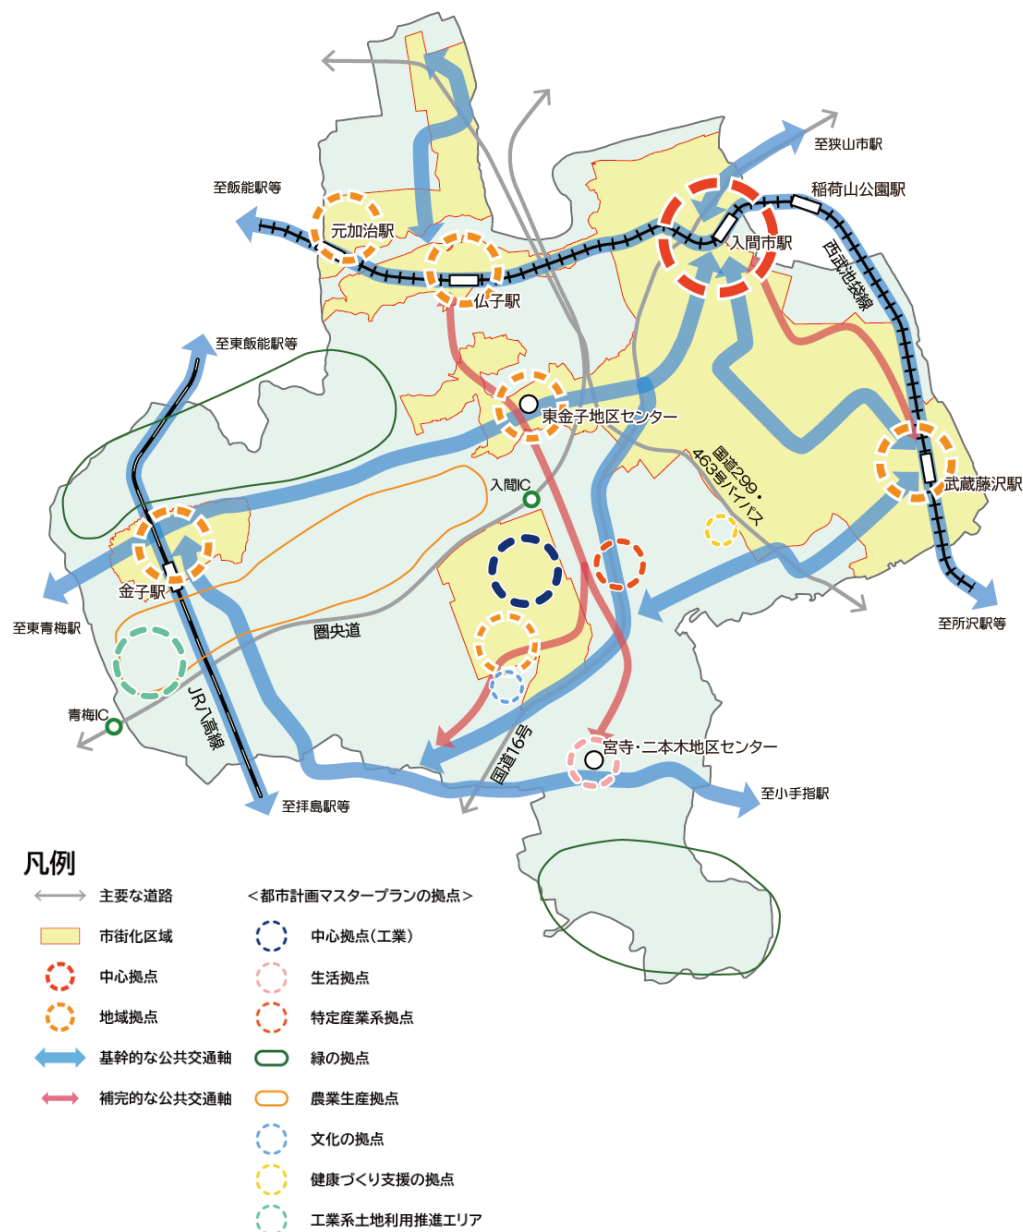 至狭山市駅
稲荷山公園駅
至飯能駅等
元加治駅
入間市駅
西武池袋線
仏子駅
至東飯能駅等
東金子地区センター
国道299・
463号バイパス
入間IC
武蔵藤沢駅
金子駅
至東青梅駅
圏央道
至所沢駅等
青梅IC
JR八高線
国道16号
宮寺・二本木地区センター
至拝島駅等
至小手指駅
凡例
主要な道路
市街化区域
中心拠点
地域拠点
基幹的な公共交通軸
補完的な公共交通軸
<都市計画マスタープランの拠点>
中心拠点(工業)
生活拠点
特定産業系拠点
緑の拠点
農業生産拠点
文化の拠点
健康づくり支援の拠点
工業系土地利用推進エリア